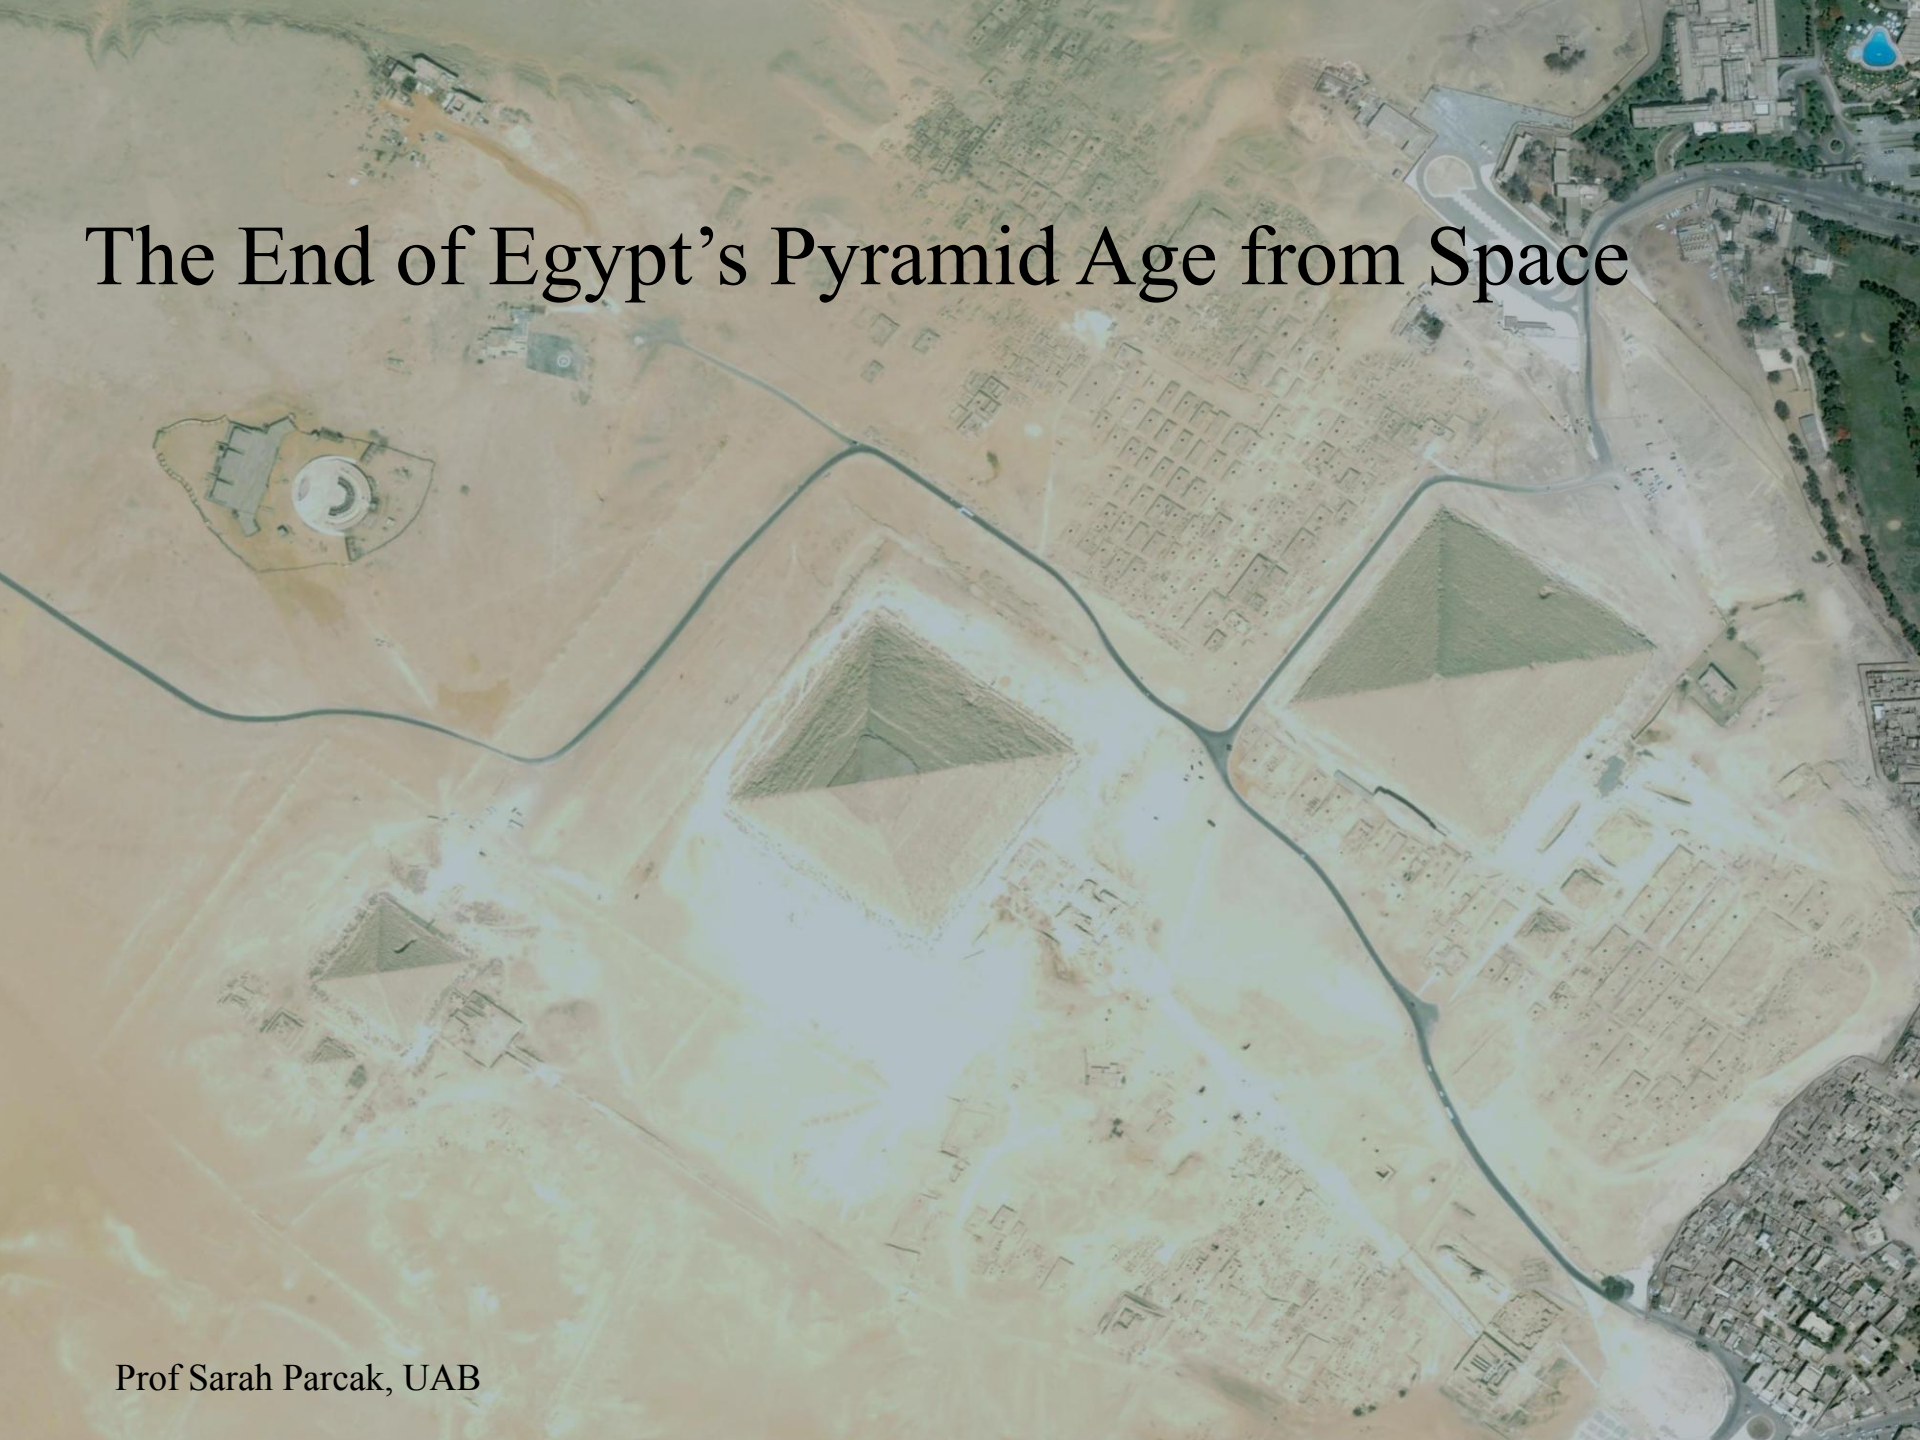 The End of Egypt’s Pyramid Age from Space
Prof Sarah Parcak, UAB